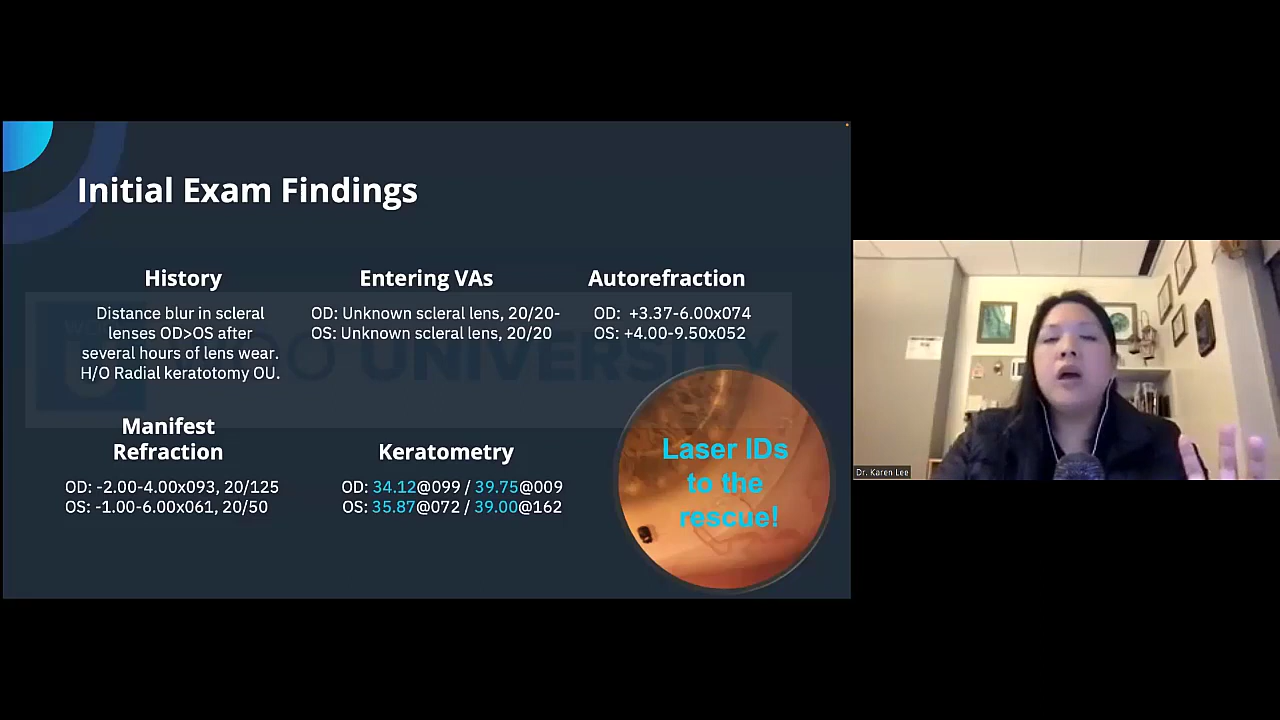 Initial Exam Findings
History
Distance blur in scleral
lenses OD>OS after
several hours of lens wear.
H/O Radial keratotomy OU.
Entering VAs
OD: Unknown scleral lens, 20/20-
OS: Unknown scleral lens, 20/20
Autorefraction
OD: +3.37-6.00x074
OS: +4.00-9.50x052
Manifest
Refraction
OD: -2.00-4.00x093, 20/125
OS: -1.00-6.00x061, 20/50
Keratometry
OD: 34.12@099 / 39.75@009
OS: 35.87@072 / 39.00@162
Laser IDs
to the
rescue!
UNIVERSITY
Dr. Karen Lee